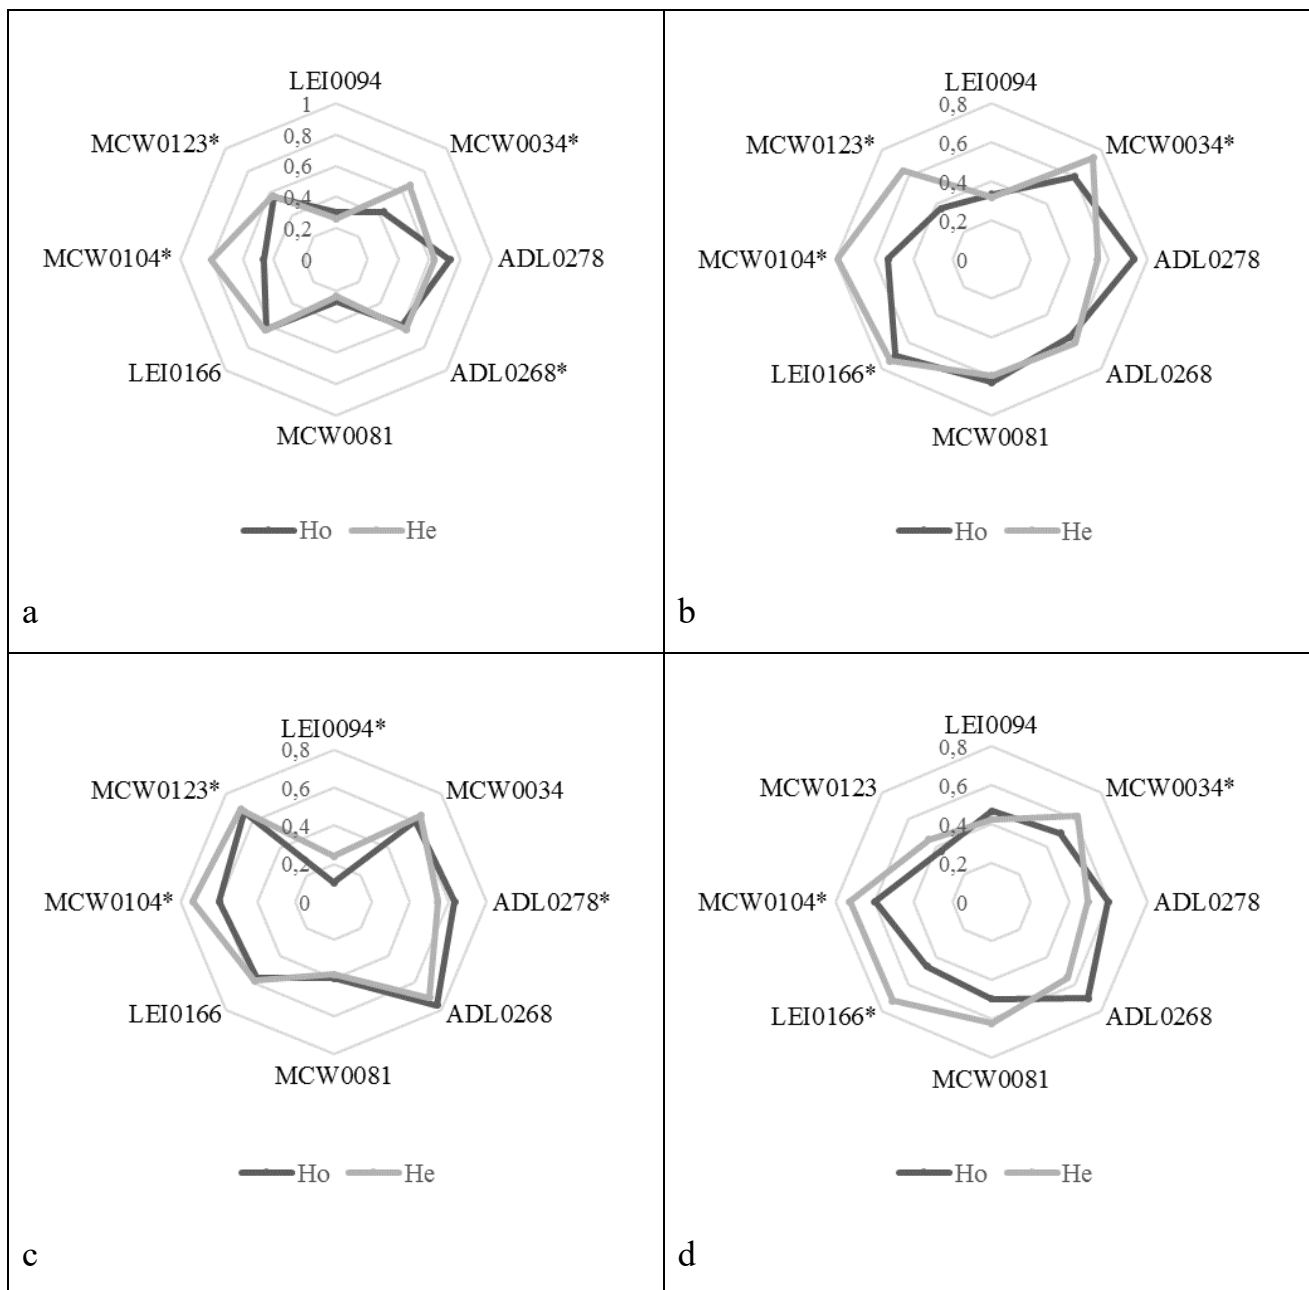 LEI0094
1
MCW0123*
0,8
MCW0034*
0,6
0,4
0,2
MCW0104*
0
ADL0278
LEI0166
ADL0268*
MCW0081
Ho He
a
LEI0094
0,8
MCW0123*
0,6
MCW0034*
0,4
0,2
MCW0104*
0
ADL0278
LEI0166*
ADL0268
MCW0081
Ho He
b
LEI0094*
0,8
MCW0123*
0,6
MCW0034
0,4
0,2
MCW0104*
0
ADL0278*
LEI0166
ADL0268
MCW0081
Ho He
c
LEI0094
0,8
MCW0123
0,6
MCW0034*
0,4
0,2
MCW0104*
0
ADL0278
LEI0166*
ADL0268
MCW0081
Ho He
d